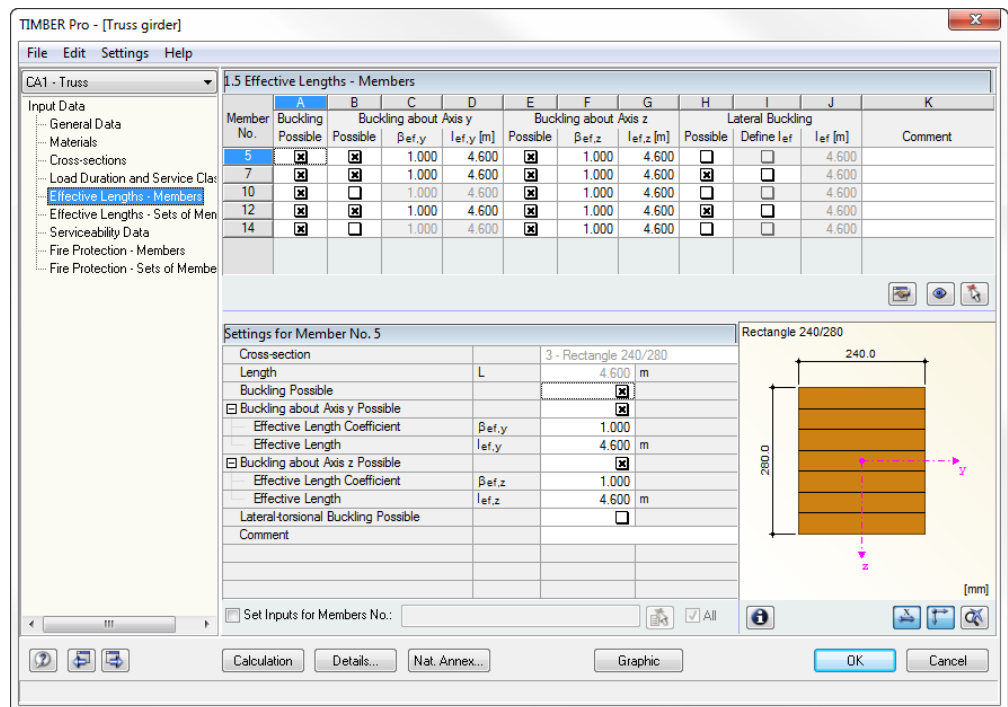 TIMBER Pro - [Truss girder]
File Edit Settings Help
CA1 - Truss
Input Data
General Data
Materials
Cross-sections
Load Duration and Service Clas
Effective Lengths - Members
Effective Lengths - Sets of Men
Serviceability Data
Fire Protection - Members
Fire Protection - Sets of Membe
1.5 Effective Lengths - Members
A B C D E F G H I J K
Member Buckling Buckling about Axis y Buckling about Axis z Lateral Buckling
No. Possible Possible βef,y lef,y [m] Possible βef,z lef,z [m] Possible Define lef lef [m] Comment
5 1.000 4.600 1.000 4.600 4.600
7 1.000 4.600 1.000 4.600 4.600
10 1.000 4.600 1.000 4.600 4.600
12 1.000 4.600 1.000 4.600 4.600
14 1.000 4.600 1.000 4.600 4.600
Settings for Member No. 5
Cross-section 3 - Rectangle 240/280
Length L 4.600 m
Buckling Possible
Buckling about Axis y Possible
Effective Length Coefficient βef,y 1.000
Effective Length lef,y 4.600 m
Buckling about Axis z Possible
Effective Length Coefficient βef,z 1.000
Effective Length lef,z 4.600 m
Lateral-torsional Buckling Possible
Comment
Set Inputs for Members No.: All
Rectangle 240/280
240.0
280.0
y
z
[mm]
Calculation Details... Nat. Annex... Graphic OK Cancel